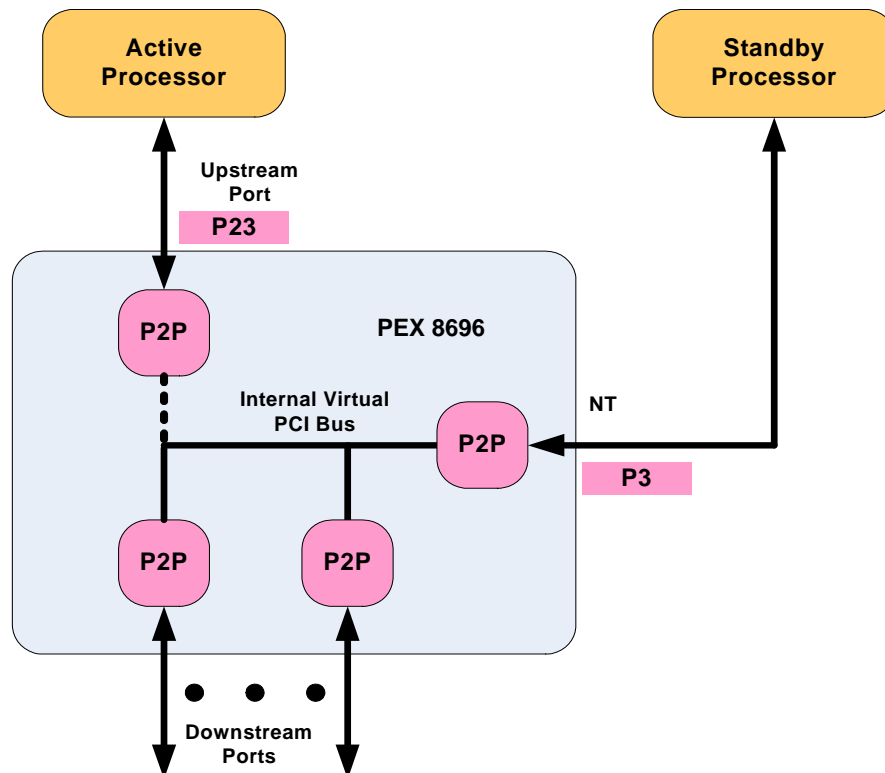 Active
Processor
Standby
Processor
Upstream
Port
P23
P2P
PEX 8696
Internal Virtual
PCI Bus
NT
P2P
P3
P2P
P2P
Downstream
Ports